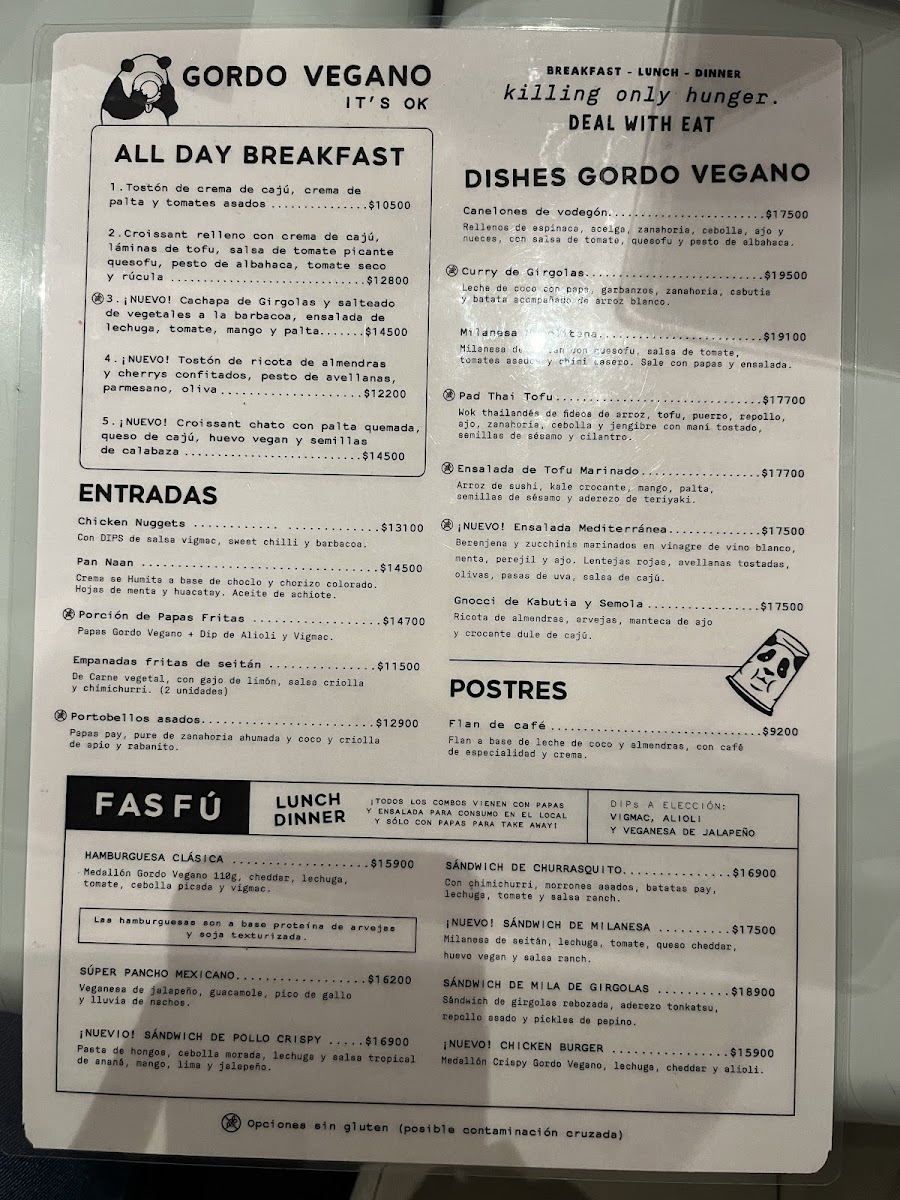 GORDO VEGANO
IT'S OK
BREAKFAST - LUNCH - DINNER
killing only hunger.
DEAL WITH EAT
ALL DAY BREAKFAST
1.Tostón de crema de cajú, crema de
palta y tomates asados ...............$10500
2.Croissant relleno con crema de cajú,
láminas de tofu, salsa de tomate picante
quesofu, pesto de albahaca, tomate seco
y rúcula ..............................$12800
3.¡NUEVO! Cachapa de Girgolas y salteado
de vegetales a la barbacoa, ensalada de
lechuga, tomate, mango y palta.......$14500
4.¡NUEVO! Tostón de ricota de almendras
y cherrys confitados, pesto de avellanas,
parmesano, oliva ......................$12200
5.¡NUEVO! Croissant chato con palta quemada,
queso de cajú, huevo vegan y semillas
de calabaza ...........................$14500
ENTRADAS
Chicken Nuggets ........... ............$13100
Con DIPS de salsa vigmac, sweet chilli y barbacoa.
Pan Naan ................................$14500
Crema se Humita a base de choclo y chorizo colorado.
Hojas de menta y huacatay. Aceite de achiote.
Porción de Papas Fritas ................$14700
Papas Gordo Vegano + Dip de Alioli y Vigmac.
Empanadas fritas de seitán .............$11500
De Carne vegetal, con gajo de limón, salsa criolla
y chimichurri. (2 unidades)
Portobellos asados.......................$12900
Papas pay, pure de zanahoria ahumada y coco y criolla
de apio y rabanito.
DISHES GORDO VEGANO
Canelones de vodegón....................$17500
Rellenos de espinaca, acelga, zanahoria, cebolla, ajo y
nueces, con salsa de tomate, quesofu y pesto de albahaca.
Curry de Girgolas.......................$19500
Leche de coco con papa, garbanzos, zanahoria, cabutia
y batata acompañado de arroz blanco.
Milanesa .....................$19100
Milanesa de con quesofu, salsa de tomate,
tomates asados y chimi casero. Sale con papas y ensalada.
Pad Thai Tofu...........................$17700
Wok thailandés de fideos de arroz, tofu, puerro, repollo,
ajo, zanahoria, cebolla y jengibre con maní tostado,
semillas de sésamo y cilantro.
Ensalada de Tofu Marinado...............$17700
Arroz de sushi, kale crocante, mango, palta,
semillas de sésamo y aderezo de teriyaki.
¡NUEVO! Ensalada Mediterránea...........$17500
Berenjena y zucchinis marinados en vinagre de vino blanco,
menta, perejil y ajo. Lentejas rojas, avellanas tostadas,
olivas, pasas de uva, salsa de cajú.
Gnocci de Kabutia y Semola..............$17500
Ricota de almendras, arvejas, manteca de ajo
y crocante dule de cajú.
POSTRES
Flan de café............................$9200
Flan a base de leche de coco y almendras, con café
de especialidad y crema.
FASFÚ
LUNCH
DINNER
¡TODOS LOS COMBOS VIENEN CON PAPAS
Y ENSALADA PARA CONSUMO EN EL LOCAL
Y SÓLO CON PAPAS PARA TAKE AWAY!
DIPs A ELECCIÓN:
VIGMAC, ALIOLI
Y VEGANESA DE JALAPEÑO
HAMBURGUESA CLÁSICA ....................$15900
Medallón Gordo Vegano 110g, cheddar, lechuga,
tomate, cebolla picada y vigmac.
Las hamburguesas son a base proteína de arvejas
y soja texturizada.
SÚPER PANCHO MEXICANO...................$16200
Veganesa de jalapeño, guacamole, pico de gallo
y lluvia de nachos.
¡NUEVIO! SÁNDWICH DE POLLO CRISPY .....$16900
Pasta de hongos, cebolla morada, lechuga y salsa tropical
de ananá, mango, lima y jalapeño.
SÁNDWICH DE CHURRASQUITO................$16900
Con chimichurri, morrones asados, batatas pay,
lechuga, tomate y salsa ranch.
¡NUEVO! SÁNDWICH DE MILANESA ...........$17500
Milanesa de seitán, lechuga, tomate, queso cheddar,
huevo vegan y salsa ranch.
SÁNDWICH DE MILA DE GIRGOLAS ..........$18900
Sándwich de girgolas rebozada, aderezo tonkatsu,
repollo asado y pickles de pepino.
¡NUEVO! CHICKEN BURGER .................$15900
Medallón Crispy Gordo Vegano, lechuga, cheddar y alioli.
Opciones sin gluten (posible contaminación cruzada)